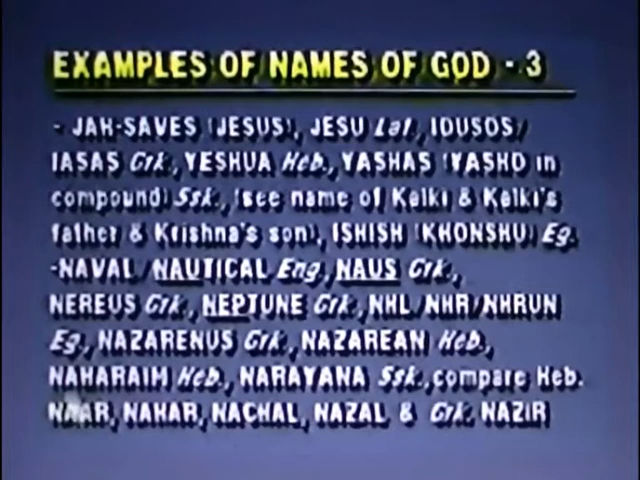 EXAMPLES OF NAMES OF GOD - 3
- JAH-SAVES (JESUS), JESU Lat., IOUSOS/
IASAS Grk., YESHUA Heb., YASHAS (YASHO in
compound) Ssk., (see name of Kalki & Kalki's
father & Krishna's son), ISHISH (KHONSHU) Eg.
-NAVAL/NAUTICAL Eng., NAUS Grk.,
NEREUS Grk., NEPTUNE Grk., NHL/NHR/NHRUN
Eg., NAZARENUS Grk., NAZAREAN Heb.,
NAHARAIM Heb., NARAYANA Ssk., compare Heb.
NAHAR, NACHAL, NAZAL & Grk. NAZIR